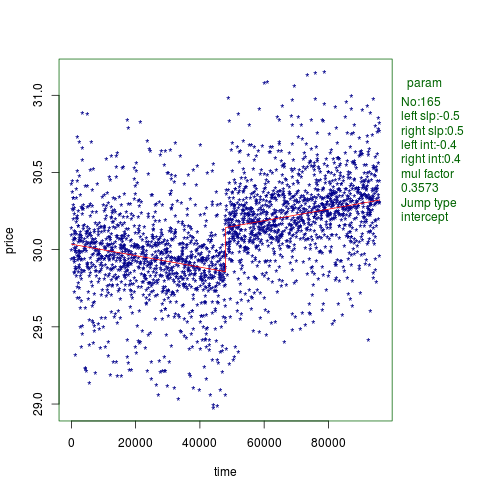 31.0
30.5
30.0
29.5
29.0
price
0
20000
40000
60000
80000
time
param
No:165
left slp:-0.5
right slp:0.5
left int:-0.4
right int:0.4
mul factor
0.3573
Jump type
intercept